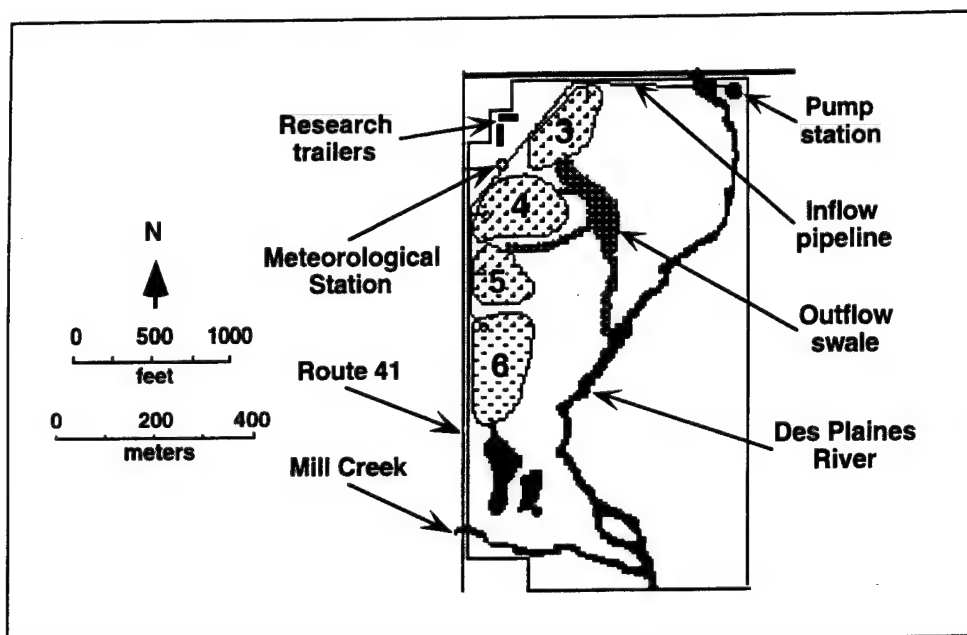 Research
trailers
3
Pump
station
4
N
Meteorological
Station
Inflow
pipeline
5
0 500 1000
feet
Outflow
swale
6
Route 41
0 200 400
meters
Mill Creek
Des Plaines
River